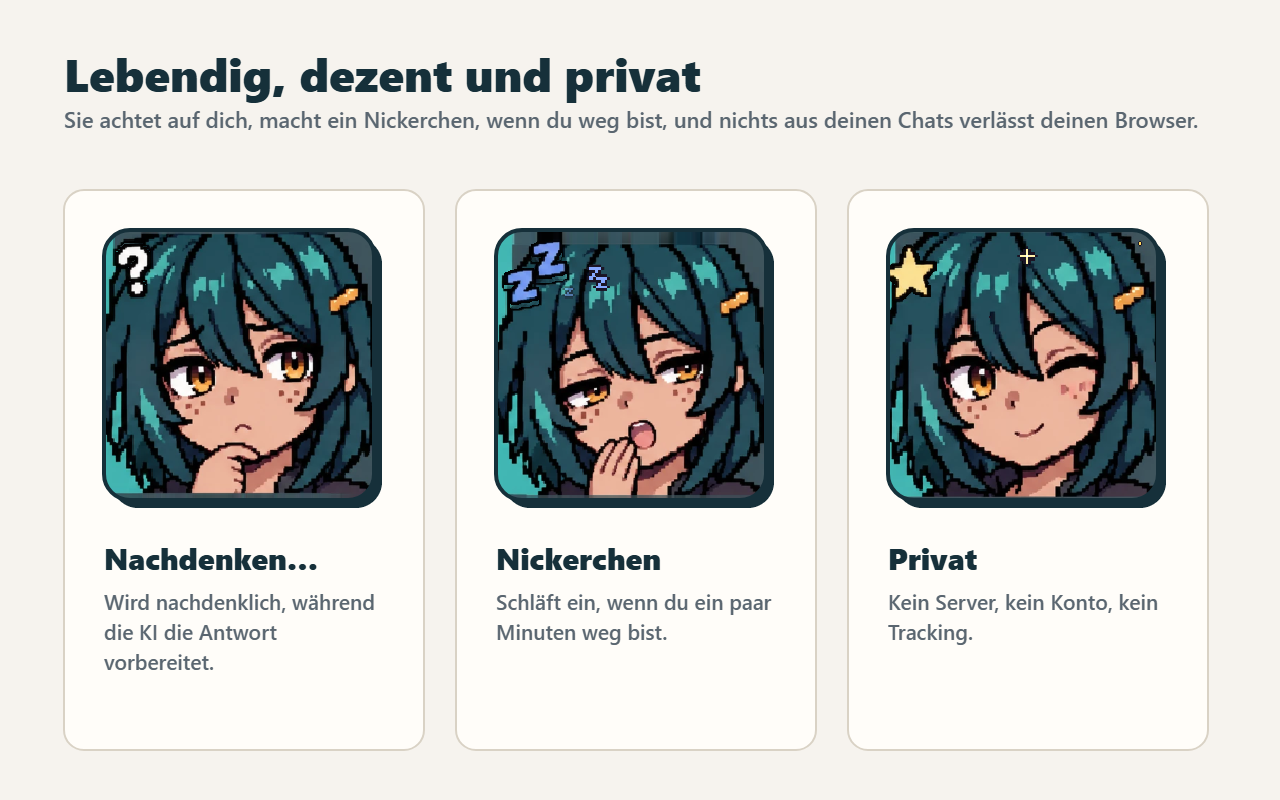 Lebendig, dezent und privat
Sie achtet auf dich, macht ein Nickerchen, wenn du weg bist, und nichts aus deinen Chats verlässt deinen Browser.
?
Z Z Z Z Z
Nachdenken...
Wird nachdenklich, während
die KI die Antwort
vorbereitet.
Nickerchen
Schläft ein, wenn du ein paar
Minuten weg bist.
Privat
Kein Server, kein Konto, kein
Tracking.